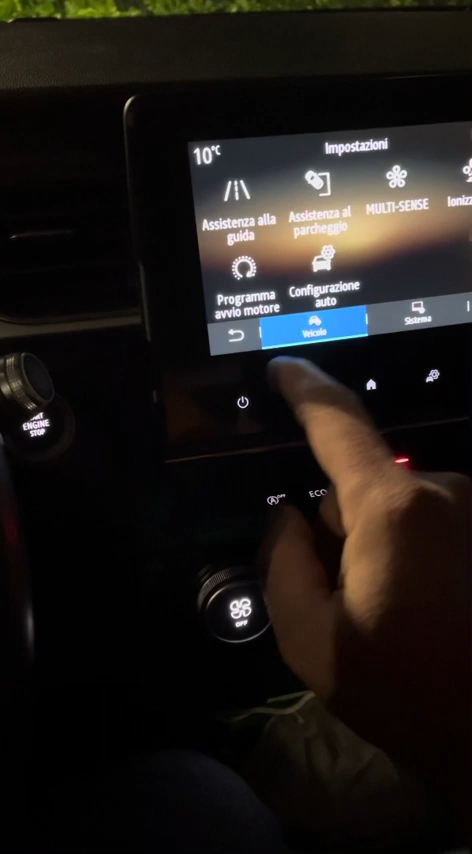 10°C
Impostazioni
Assistenza alla
guida
Assistenza al
parcheggio
MULTI-SENSE
Programma
avvio motore
Configurazione
auto
Veicolo
Sistema
ENGINE
STOP
OFF
ECO
OFF